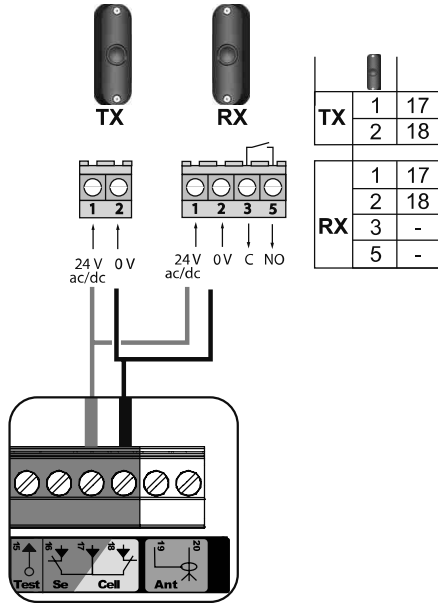 TX RX
1 2
1 2 3 5
24 V ac/dc
0 V
24 V ac/dc
0 V
C
NO
TX
1 17
2 18
RX
1 17
2 18
3 -
5 -
15 16 17 18 19 20
Test Se Cell Ant